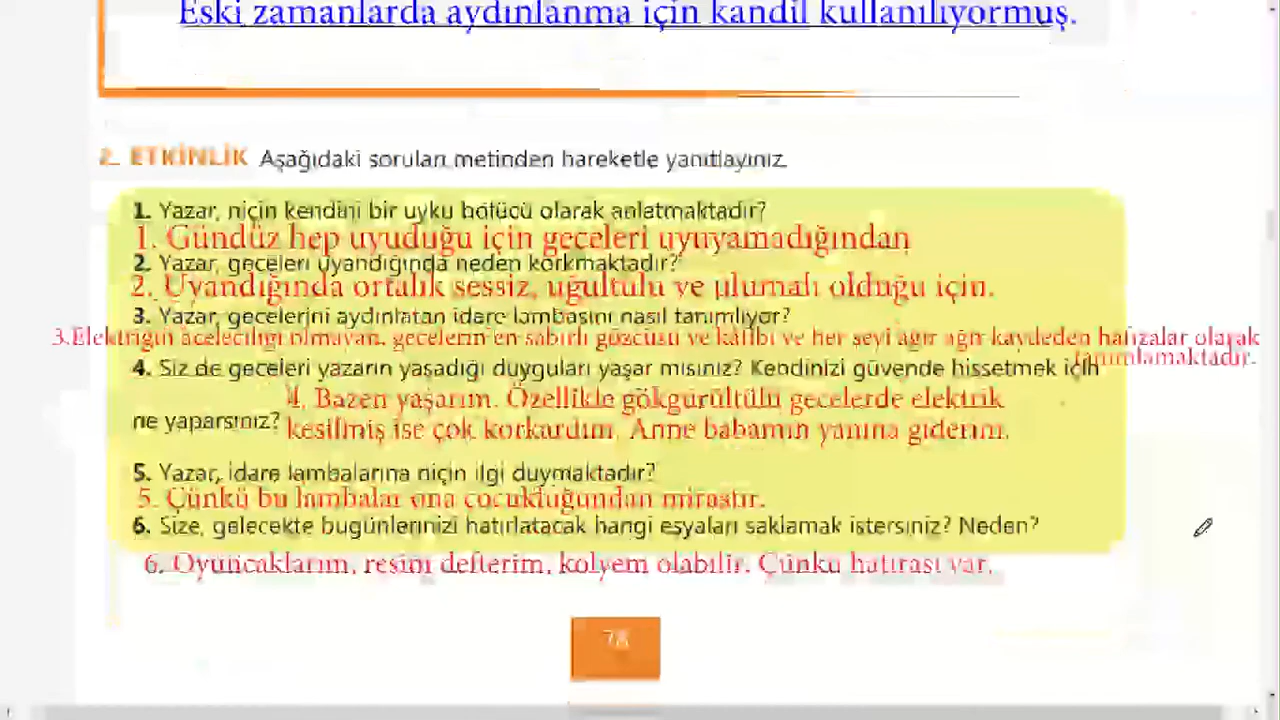 Eski zamanlarda aydınlanma için kandil kullanılıyormuş.
2. ETKİNLİK Aşağıdaki soruları metinden hareketle yanıtlayınız.
1. Yazar, niçin kendini bir uyku bölücü olarak anlatmaktadır?
1. Gündüz hep uyuduğu için geceleri uyuyamadığından
2. Yazar, geceleri uyandığında neden korkmaktadır?
2. Uyandığında ortalık sessiz, uğultulu ve ulumalı olduğu için.
3. Yazar, gecelerini aydınlatan idare lambasını nasıl tanımlıyor?
3.Elektriğin aceleciliği olmayan, gecelerin en sabırlı gözcüsü ve kâtibi ve her şeyi ağır ağır kaydeden hafızalar olarak
tanımlamaktadır.
4. Siz de geceleri yazarın yaşadığı duyguları yaşar mısınız? Kendinizi güvende hissetmek için
4. Bazen yaşarım. Özellikle gökgürültülü gecelerde elektrik
ne yaparsınız?
kesilmiş ise çok korkardım. Anne babamın yanına giderim.
5. Yazar, idare lambalarına niçin ilgi duymaktadır?
5. Çünkü bu lambalar ona çocukluğundan mirastır.
6. Size, gelecekte bugünlerinizi hatırlatacak hangi eşyaları saklamak istersiniz? Neden?
6. Oyuncaklarım, resim defterim, kolyem olabilir. Çünkü hatırası var.
78